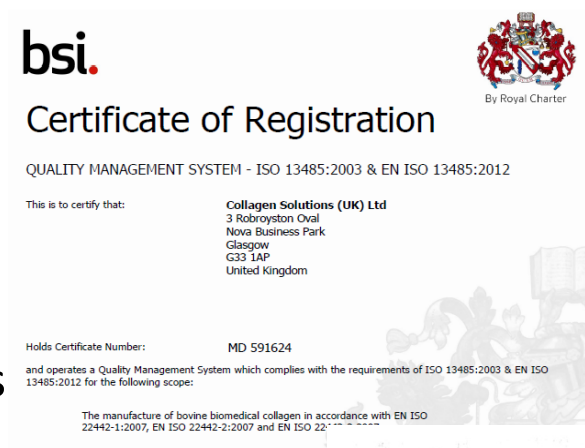 bsi.
By Royal Charter
Certificate of Registration
QUALITY MANAGEMENT SYSTEM - ISO 13485:2003 & EN ISO 13485:2012
This is to certify that:
Collagen Solutions (UK) Ltd
3 Robroyston Oval
Nova Business Park
Glasgow
G33 1AP
United Kingdom
Holds Certificate Number:
MD 591624
and operates a Quality Management System which complies with the requirements of ISO 13485:2003 & EN ISO
13485:2012 for the following scope:
s
The manufacture of bovine biomedical collagen in accordance with EN ISO
22442-1:2007, EN ISO 22442-2:2007 and EN ISO